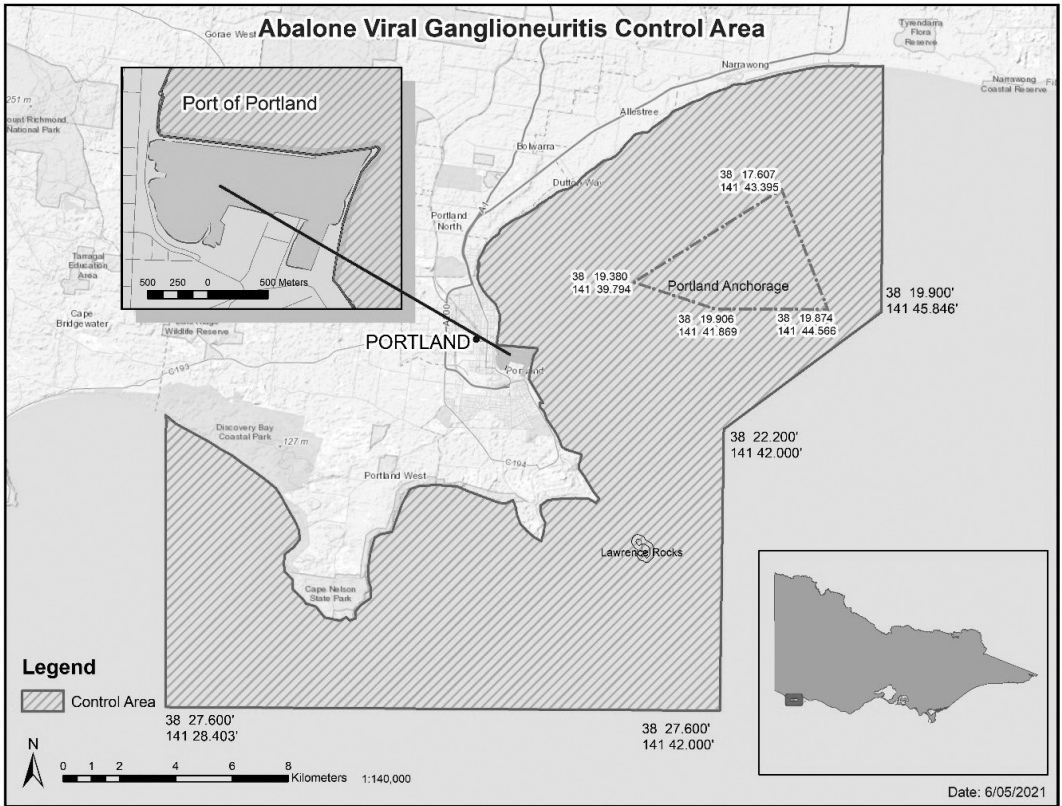 Abalone Viral Ganglioneuritis Control Area
Gorae West
Tyrendarra
Flora
Reserve
Narrawong
Narrawong
Coastal Reserve
Port of Portland
251 m
ount Richmond
National Park
Allestree
Bolwarra
Dutton Way
38 17.607
141 43.395
Portland
North
A1
Tarragal
Education
Area
500 250 0 500 Meters
38 19.380
141 39.794
Portland Anchorage
38 19.906
141 41.869
38 19.874
141 44.566
38 19.900'
141 45.846'
Cape
Bridgewater
Wildlife Reserve
A200
PORTLAND
Portland
C193
Discovery Bay
Coastal Park
127 m
38 22.200'
141 42.000'
Portland West
C194
Lawrence Rocks
Cape Nelson
State Park
Legend
Control Area
38 27.600'
141 28.403'
38 27.600'
141 42.000'
N
0 1 2 4 6 8
Kilometers 1:140,000
Date: 6/05/2021